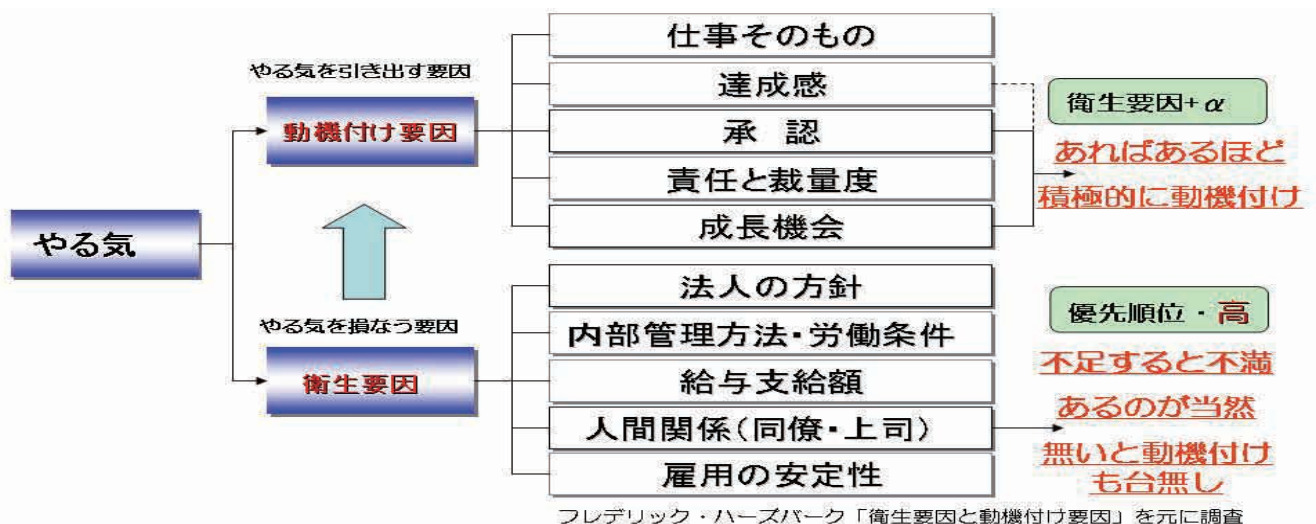 やる気
やる気を引き出す要因
動機付け要因
仕事そのもの
達成感
承 認
責任と裁量度
成長機会
衛生要因+α
あればあるほど
積極的に動機付け
やる気を損なう要因
衛生要因
法人の方針
内部管理方法・労働条件
給与支給額
人間関係(同僚・上司)
雇用の安定性
優先順位・高
不足すると不満
あるのが当然
無いと動機付け
も台無し
フレデリック・ハーズバーク「衛生要因と動機付け要因」を元に調査